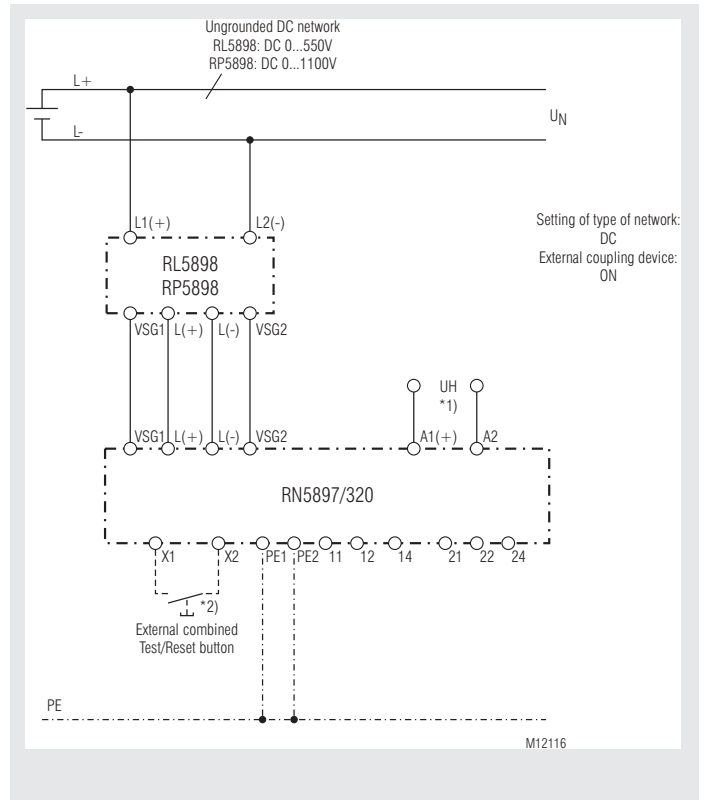 Ungrounded DC network
RL5898: DC 0...550V
RP5898: DC 0...1100V
L+
UN
L-
L1(+) L2(-)
Setting of type of network:
DC
External coupling device:
ON
RL5898
RP5898
VSG1 L(+) L(-) VSG2
UH
*1)
VSG1 L(+) L(-) VSG2 A1(+) A2
RN5897/320
X1 X2 PE1 PE2 11 12 14 21 22 24
*2)
External combined
Test/Reset button
PE
M12116